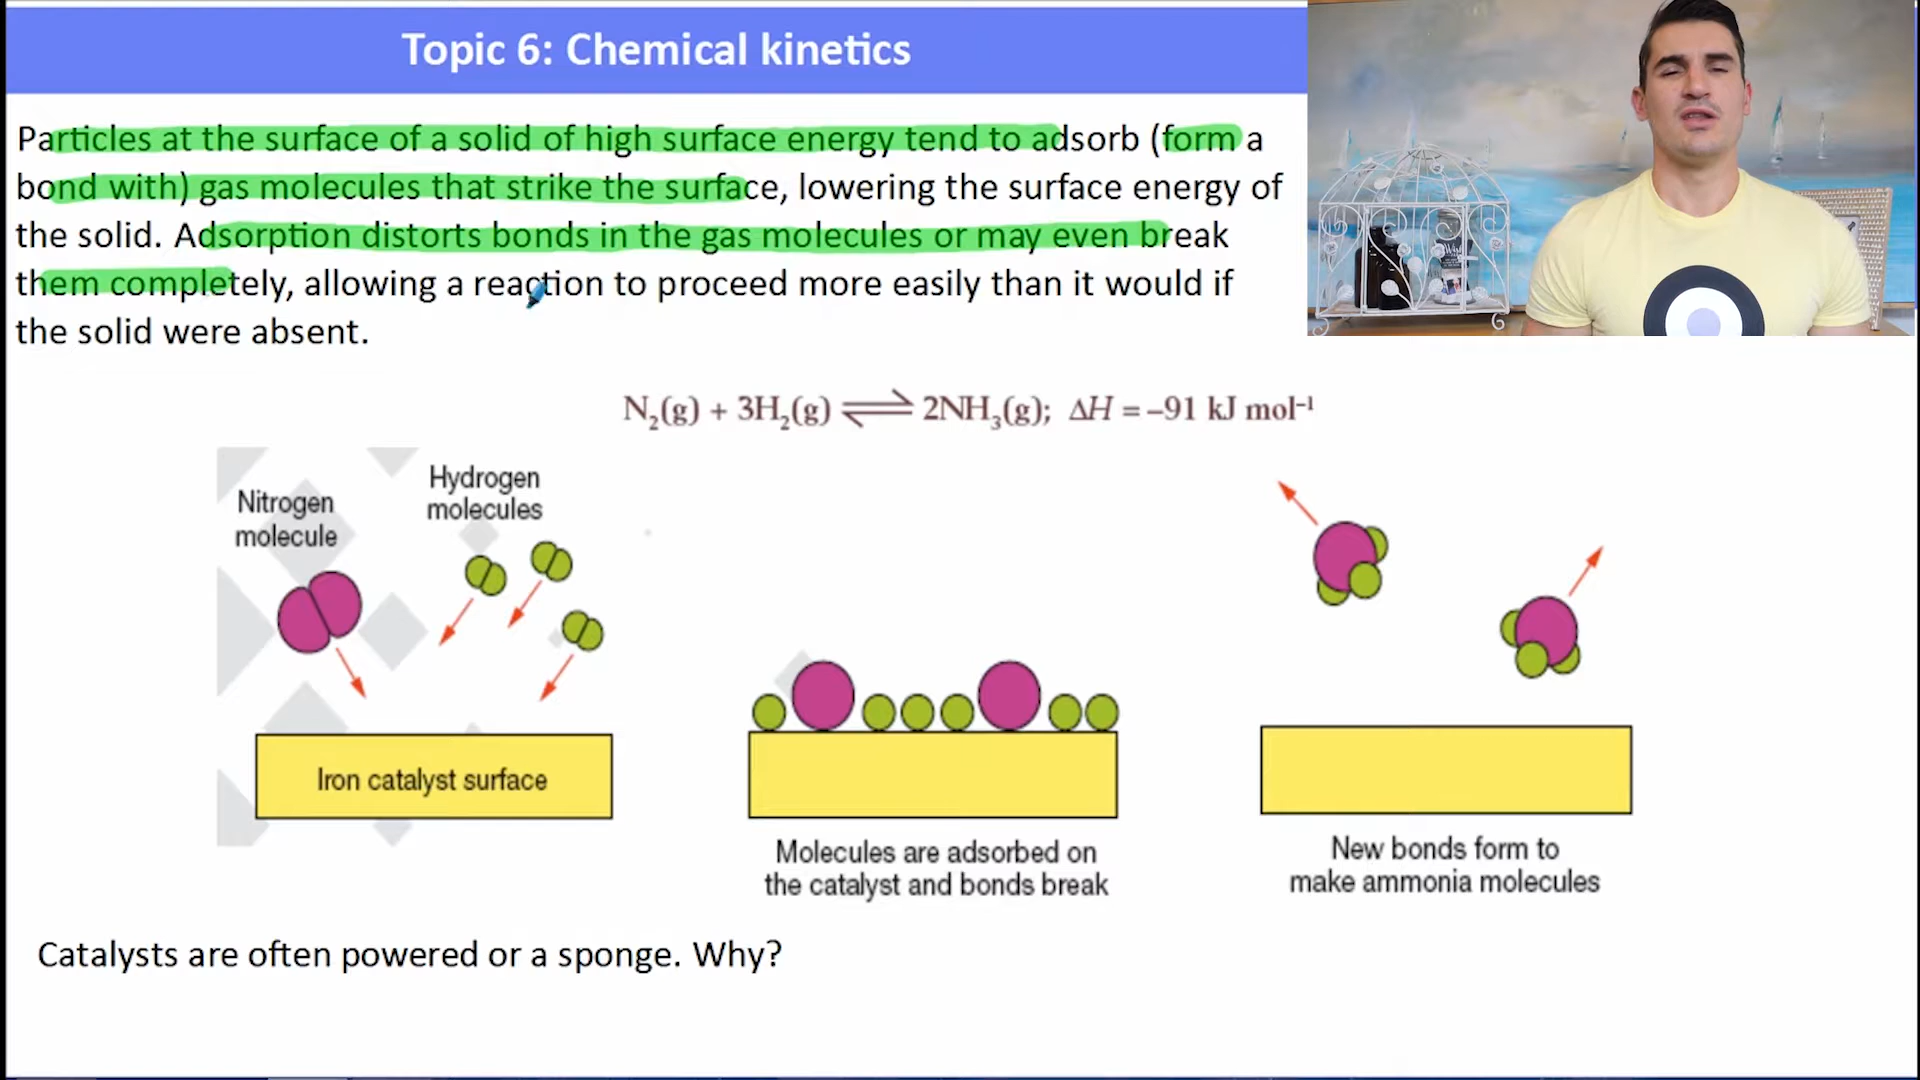 Topic 6: Chemical kinetics
Particles at the surface of a solid of high surface energy tend to adsorb (form a
bond with) gas molecules that strike the surface, lowering the surface energy of
the solid. Adsorption distorts bonds in the gas molecules or may even break
them completely, allowing a reaction to proceed more easily than it would if
the solid were absent.
N₂(g) + 3H₂(g) ⇌ 2NH₃(g); ΔH = –91 kJ mol⁻¹
Nitrogen
molecule
Hydrogen
molecules
Iron catalyst surface
Molecules are adsorbed on
the catalyst and bonds break
New bonds form to
make ammonia molecules
Catalysts are often powered or a sponge. Why?